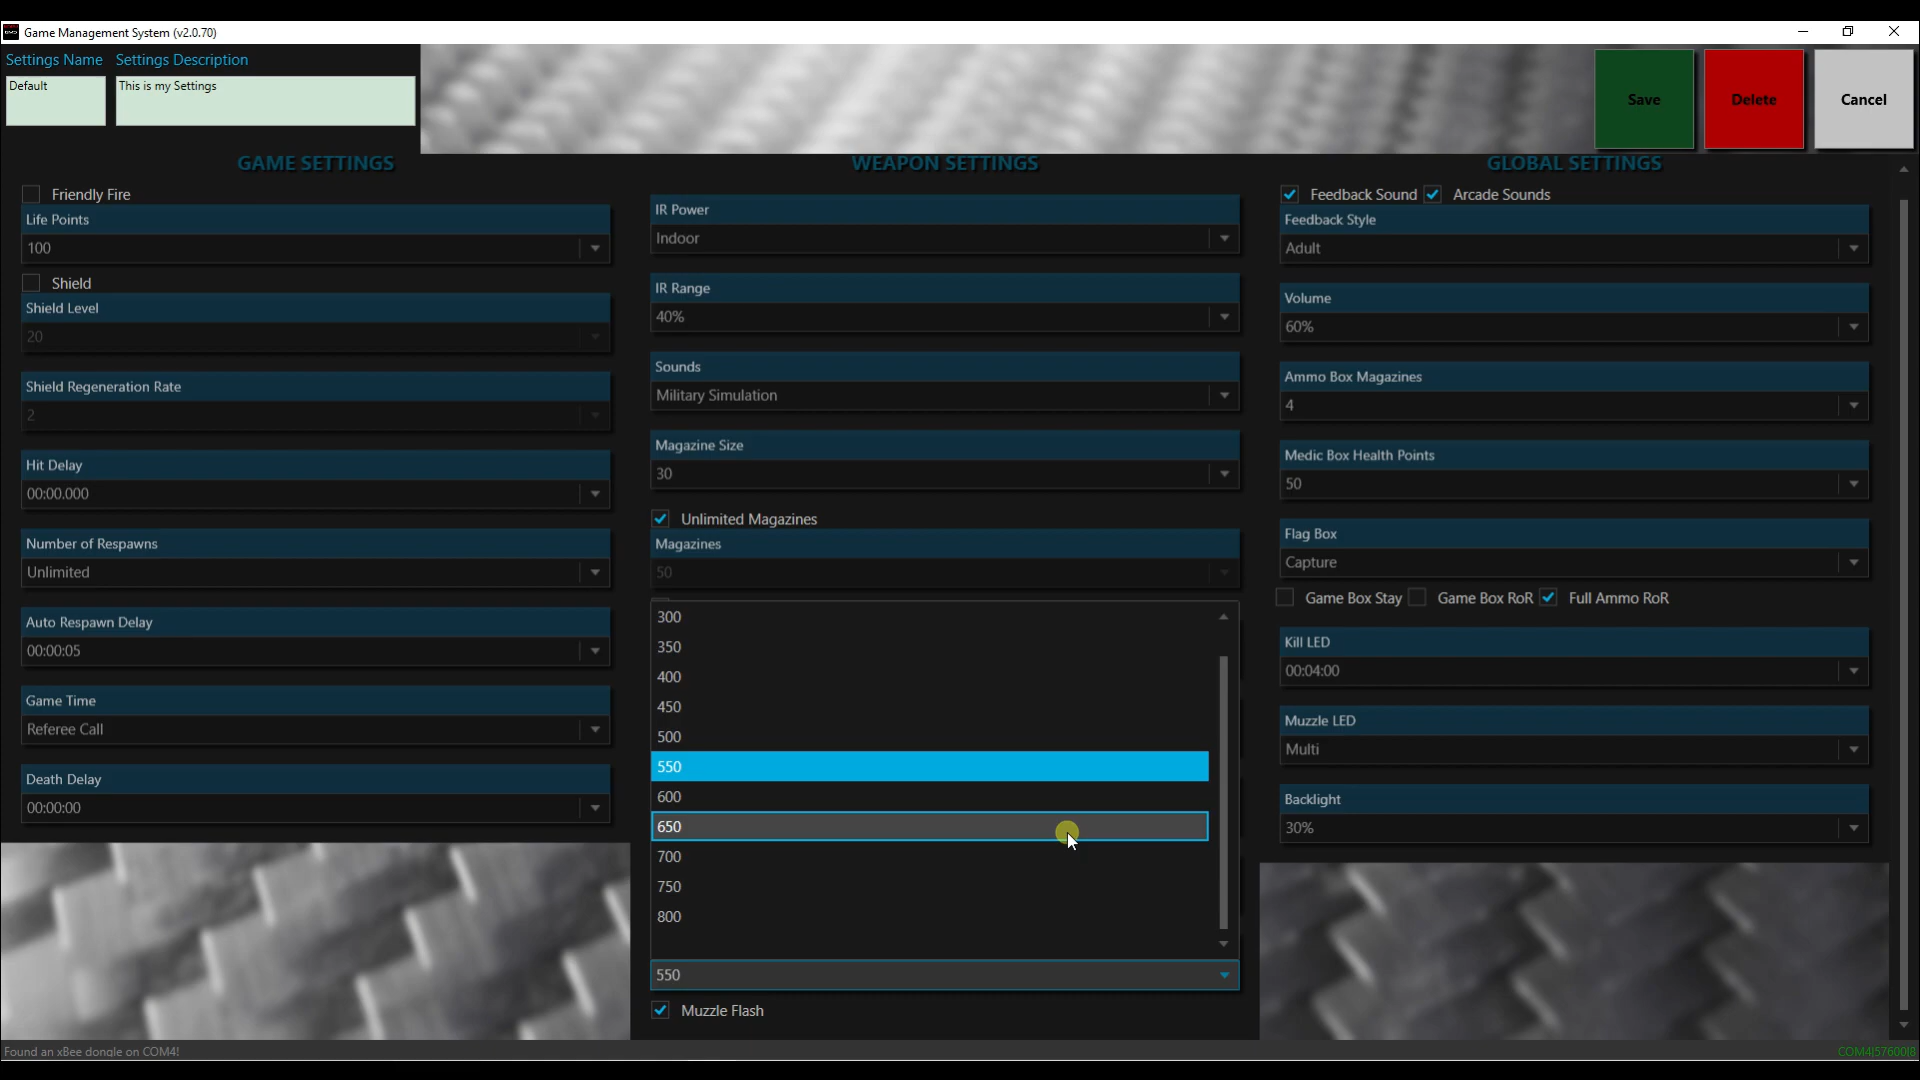 Game Management System (v2.0.70)
Settings Name Settings Description
Default This is my Settings
Save Delete Cancel
GAME SETTINGS
Friendly Fire
Life Points
100
Shield
Shield Level
20
Shield Regeneration Rate
2
Hit Delay
00:00.000
Number of Respawns
Unlimited
Auto Respawn Delay
00:00:05
Game Time
Referee Call
Death Delay
00:00:00
WEAPON SETTINGS
IR Power
Indoor
IR Range
40%
Sounds
Military Simulation
Magazine Size
30
Unlimited Magazines
Magazines
50
300
350
400
450
500
550
600
650
700
750
800
550
Muzzle Flash
GLOBAL SETTINGS
Feedback Sound Arcade Sounds
Feedback Style
Adult
Volume
60%
Ammo Box Magazines
4
Medic Box Health Points
50
Flag Box
Capture
Game Box Stay Game Box RoR Full Ammo RoR
Kill LED
00:04:00
Muzzle LED
Multi
Backlight
30%
Found an xBee dongle on COM4!
COM4|57600|8